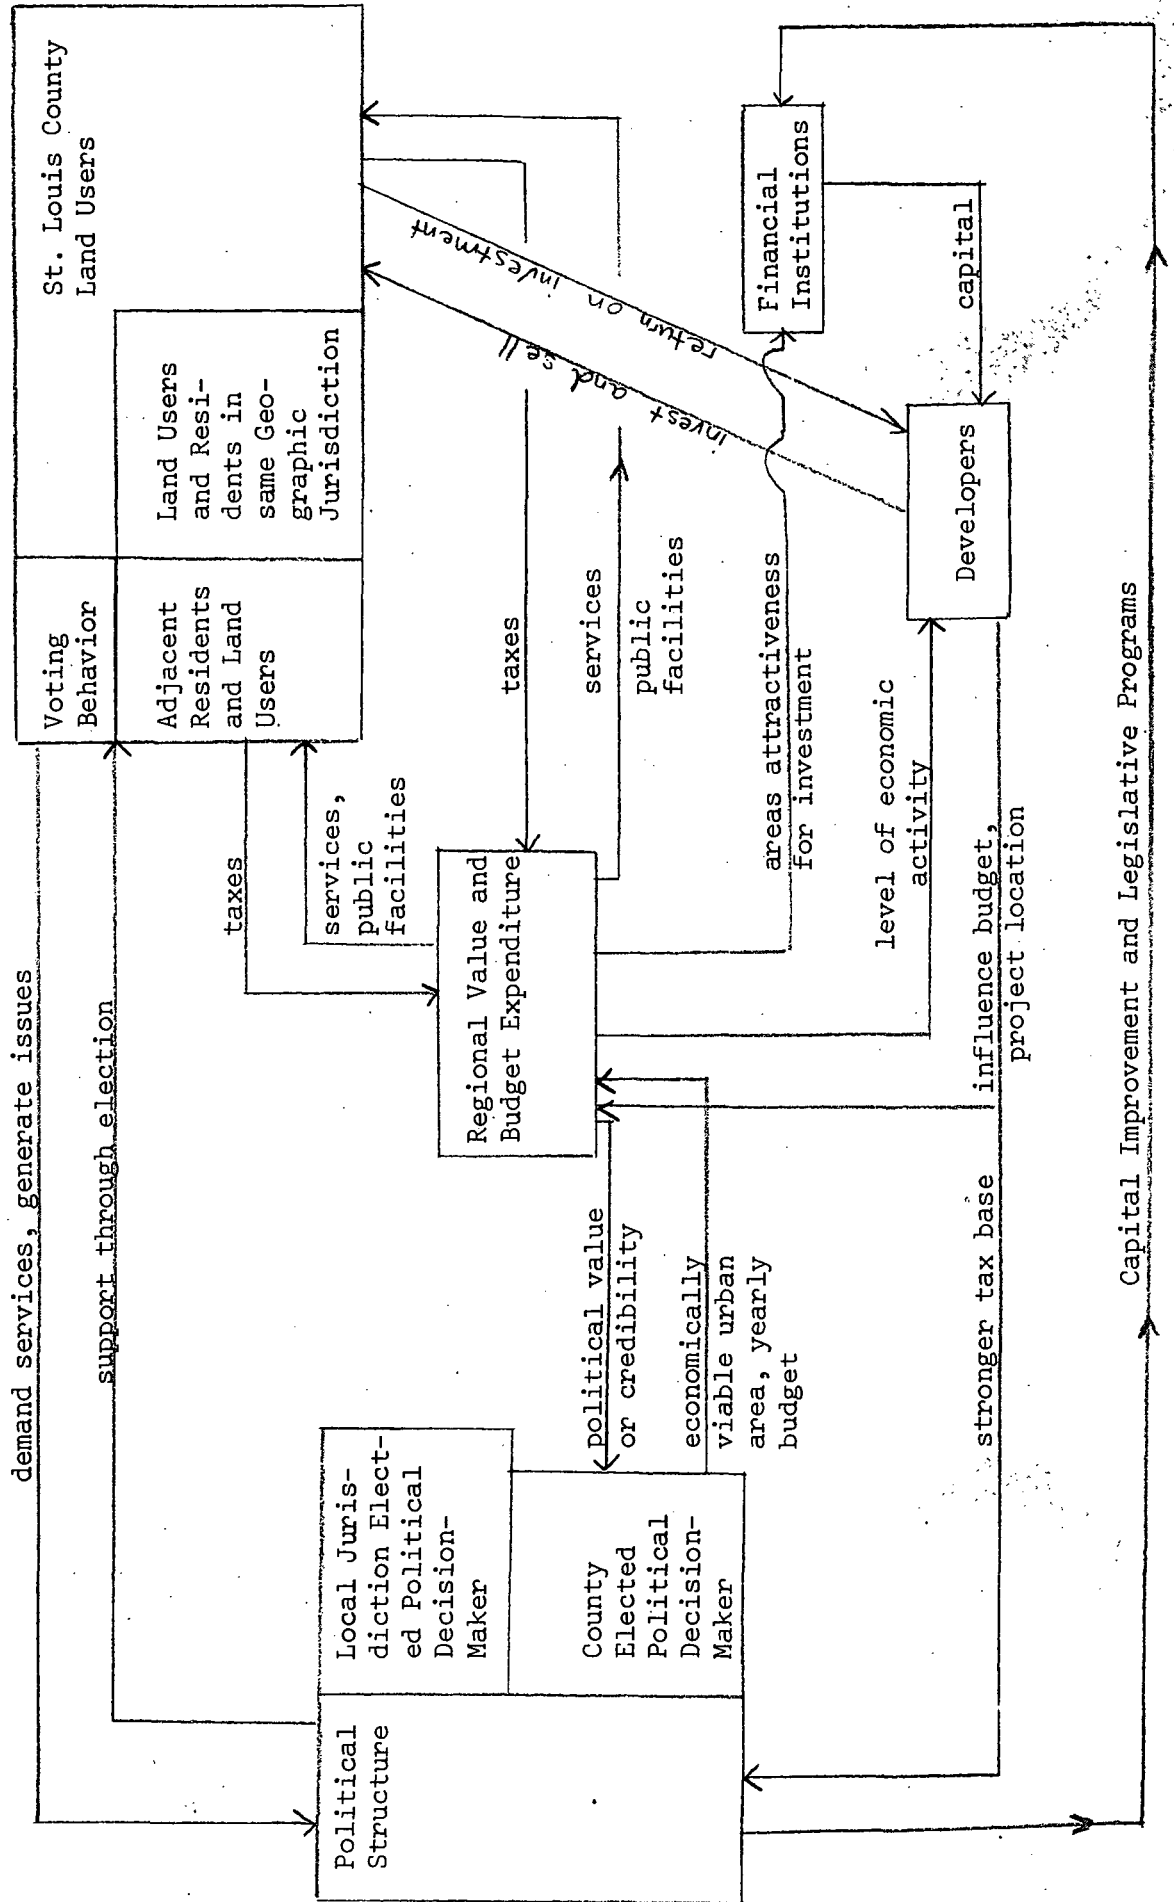 demand services, generate issues
support through election
Voting
Behavior
St. Louis County
Land Users
Adjacent
Residents
and Land
Users
Land Users
and Resi-
dents in
same Geo-
graphic
Jurisdiction
taxes
services,
public
facilities
Political
Structure
Local Juris-
diction Elect-
ed Political
Decision-
Maker
County
Elected
Political
Decision-
Maker
Regional Value and
Budget Expenditure
political value
or credibility
economically
viable urban
area, yearly
budget
taxes
services
public
facilities
return on investment
invest and sell
areas attractiveness
for investment
Financial
Institutions
capital
level of economic
activity
Developers
stronger tax base
influence budget,
project location
Capital Improvement and Legislative Programs